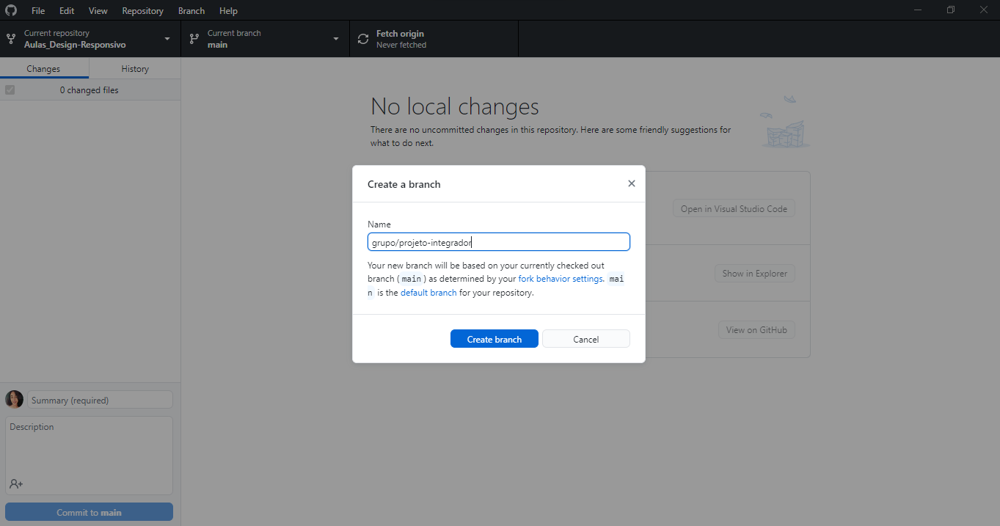 File Edit View Repository Branch Help
Current repository
Aulas_Design-Responsivo
Current branch
main
Fetch origin
Never fetched
Changes History
0 changed files
No local changes
There are no uncommitted changes in this repository. Here are some friendly suggestions for
what to do next.
Create a branch
Name
grupo/projeto-integrador
Your new branch will be based on your currently checked out
branch ( main ) as determined by your fork behavior settings. mai
n is the default branch for your repository.
Create branch Cancel
Open in Visual Studio Code
Show in Explorer
View on GitHub
Summary (required)
Description
Commit to main